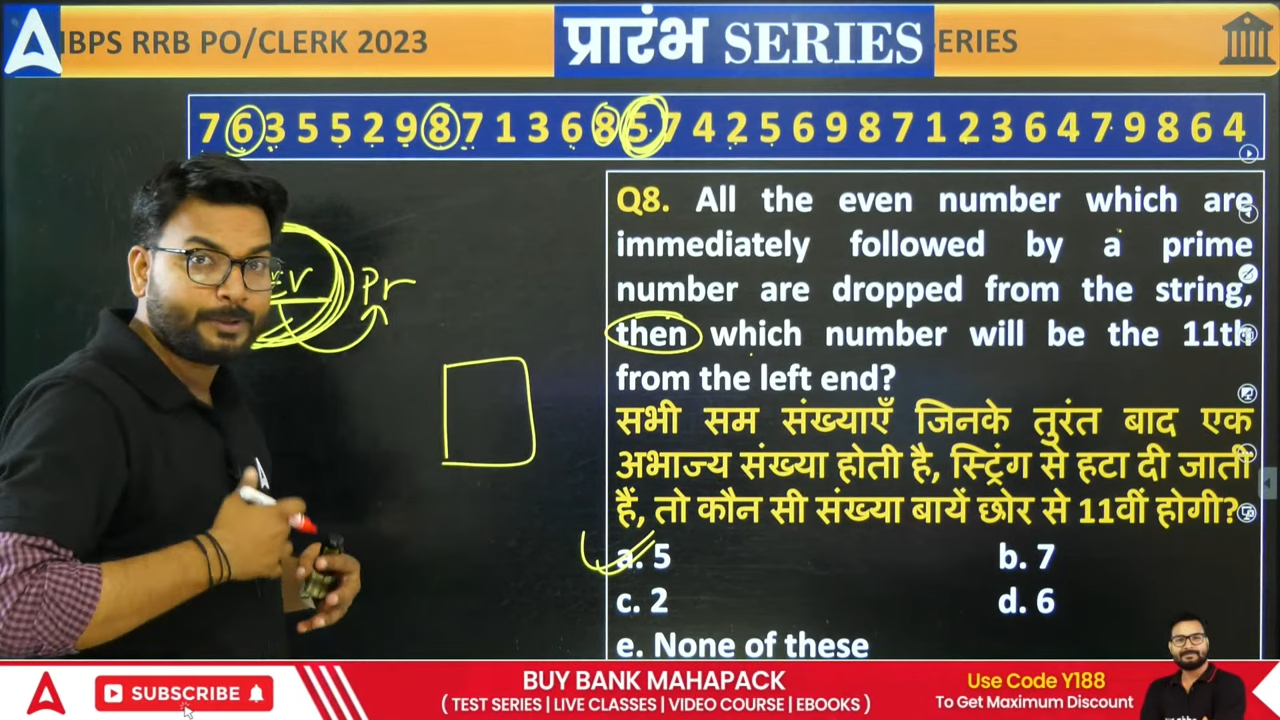 IBPS RRB PO/CLERK 2023
प्रारंभ SERIES
ERIES
7 6 3 5 5 2 9 8 7 1 3 6 8 5 7 4 2 5 6 9 8 7 1 2 3 6 4 7 9 8 6 4
Q8. All the even number which are
immediately followed by a prime
number are dropped from the string,
then which number will be the 11th
from the left end?
सभी सम संख्याएँ जिनके तुरंत बाद एक
अभाज्य संख्या होती है, स्ट्रिंग से हटा दी जाती
हैं, तो कौन सी संख्या बायें छोर से 11वीं होगी?
a. 5
b. 7
c. 2
d. 6
e. None of these
Pr
SUBSCRIBE
BUY BANK MAHAPACK
( TEST SERIES | LIVE CLASSES | VIDEO COURSE | EBOOKS )
Use Code Y188
To Get Maximum Discount